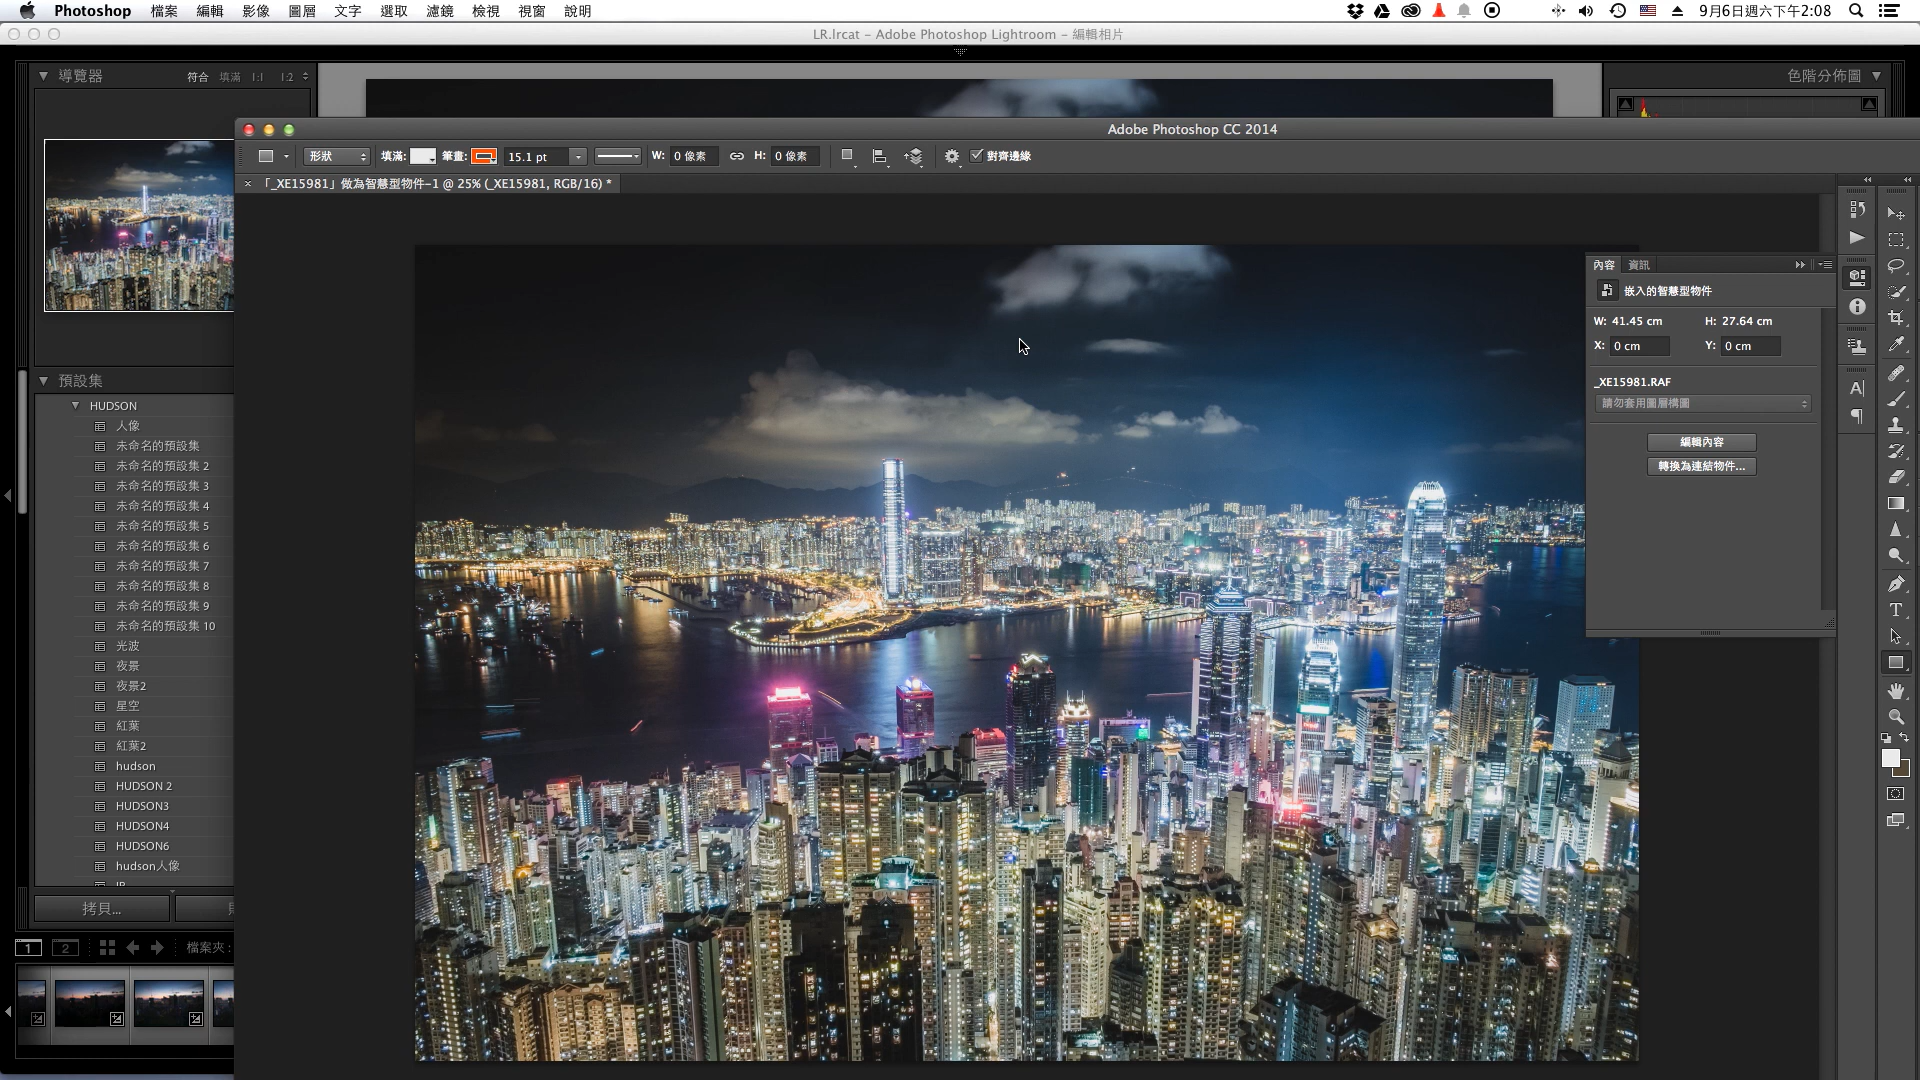 Photoshop 檔案 編輯 影像 圖層 文字 選取 濾鏡 檢視 視窗 說明 9月6日週六下午2:08
LR.lrcat – Adobe Photoshop Lightroom – 編輯相片
導覽器 符合 填滿 1:1 1:2
色階分佈圖
Adobe Photoshop CC 2014
形狀 填滿: 筆畫: 15.1 pt W: 0 像素 H: 0 像素 對齊邊緣
× 「_XE15981」做為智慧型物件-1 @ 25% (_XE15981, RGB/16) *
內容 資訊
嵌入的智慧型物件
W: 41.45 cm H: 27.64 cm
X: 0 cm Y: 0 cm
_XE15981.RAF
請勿套用圖層構圖
編輯內容
轉換為連結物件...
預設集
HUDSON
人像
未命名的預設集
未命名的預設集 2
未命名的預設集 3
未命名的預設集 4
未命名的預設集 5
未命名的預設集 6
未命名的預設集 7
未命名的預設集 8
未命名的預設集 9
未命名的預設集 10
光波
夜景
夜景2
星空
紅葉
紅葉2
hudson
HUDSON 2
HUDSON3
HUDSON4
HUDSON6
hudson人像
拷貝...
1 2 檔案夾 :